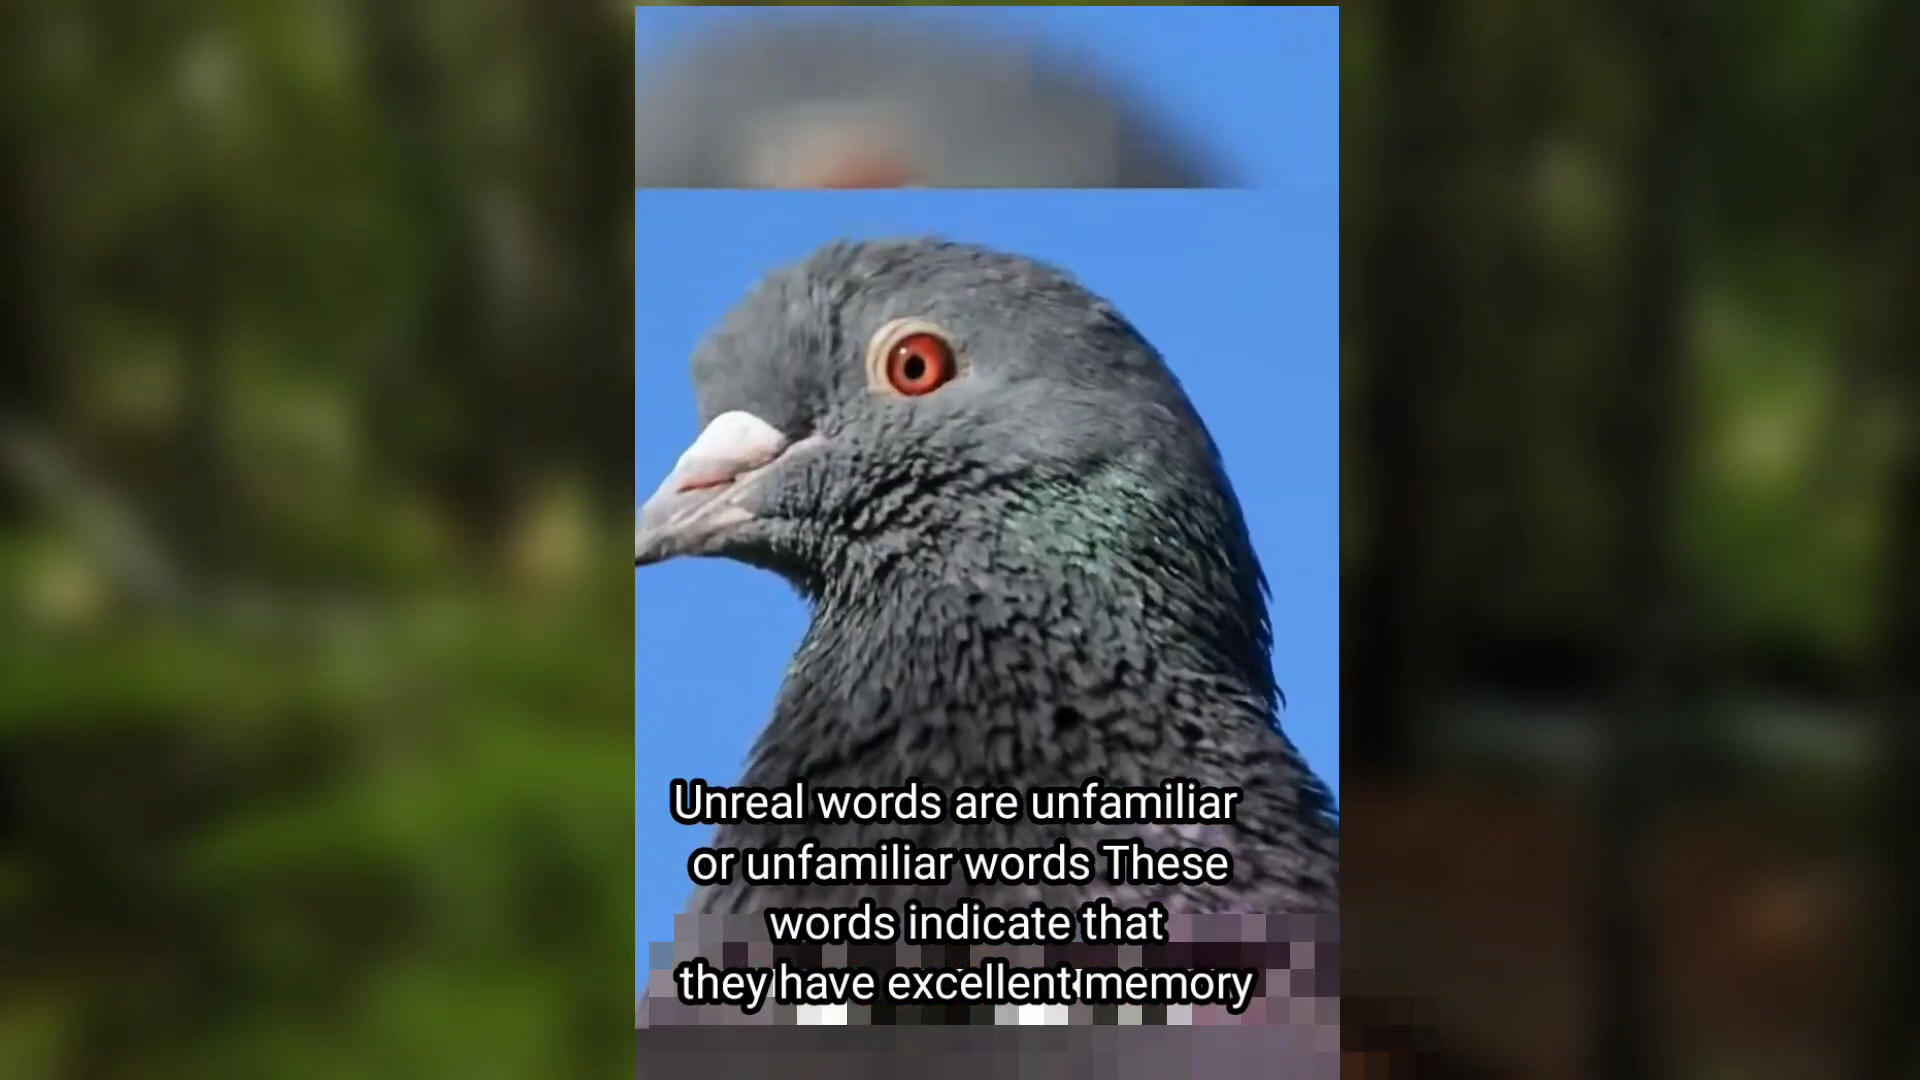 Unreal words are unfamiliar
or unfamiliar words These
words indicate that
they have excellent memory